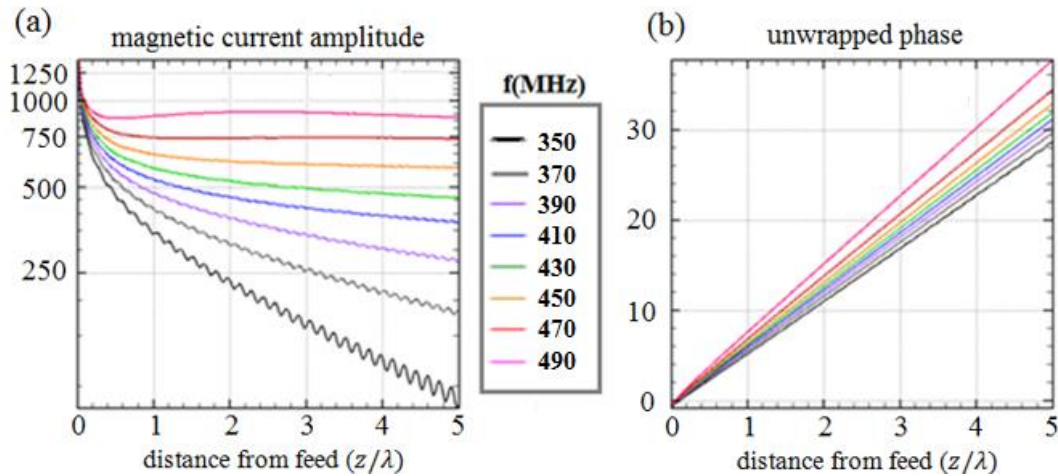 (a)
magnetic current amplitude
1250
1000
750
500
250
0 1 2 3 4 5
distance from feed (z/λ)
f(MHz)
350
370
390
410
430
450
470
490
(b)
unwrapped phase
30
20
10
0
0 1 2 3 4 5
distance from feed (z/λ)